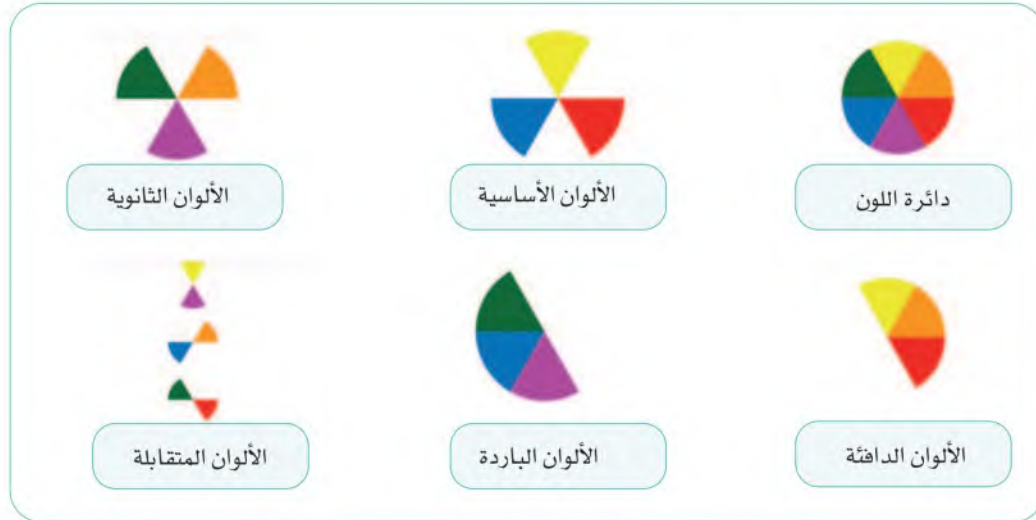 دائرة اللون
الألوان الأساسية
الألوان الثانوية
الألوان الدافئة
الألوان الباردة
الألوان المتقابلة